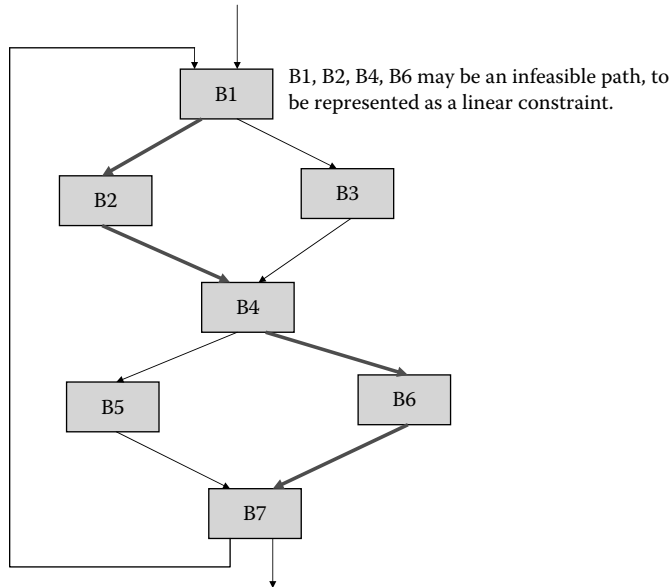 B1
B1, B2, B4, B6 may be an infeasible path, to
be represented as a linear constraint.
B2
B3
B4
B5
B6
B7